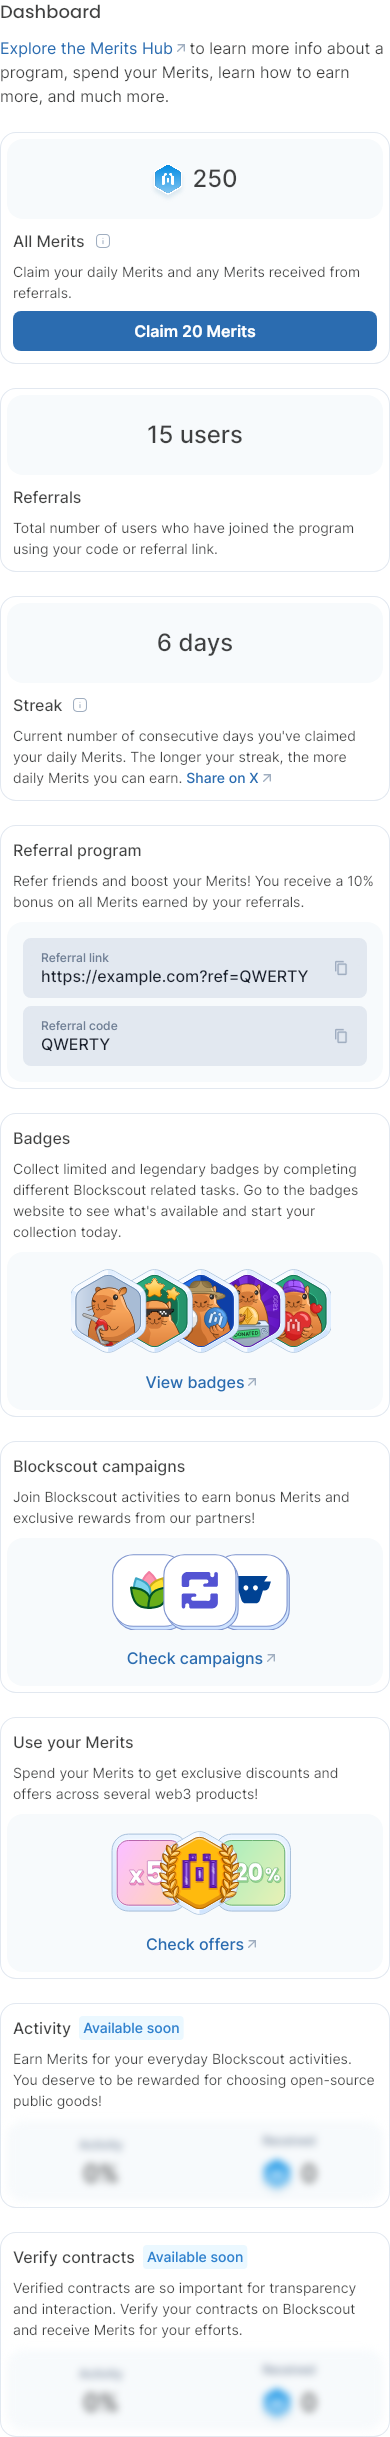 Dashboard
Explore the Merits Hub to learn more info about a
program, spend your Merits, learn how to earn
more, and much more.
250
All Merits
Claim your daily Merits and any Merits received from
referrals.
Claim 20 Merits
15 users
Referrals
Total number of users who have joined the program
using your code or referral link.
6 days
Streak
Current number of consecutive days you've claimed
your daily Merits. The longer your streak, the more
daily Merits you can earn. Share on X
Referral program
Refer friends and boost your Merits! You receive a 10%
bonus on all Merits earned by your referrals.
Referral link
https://example.com?ref=QWERTY
Referral code
QWERTY
Badges
Collect limited and legendary badges by completing
different Blockscout related tasks. Go to the badges
website to see what's available and start your
collection today.
View badges
Blockscout campaigns
Join Blockscout activities to earn bonus Merits and
exclusive rewards from our partners!
Check campaigns
Use your Merits
Spend your Merits to get exclusive discounts and
offers across several web3 products!
x5
20%
Check offers
Activity Available soon
Earn Merits for your everyday Blockscout activities.
You deserve to be rewarded for choosing open-source
public goods!
Activity Received
0% 0
Verify contracts Available soon
Verified contracts are so important for transparency
and interaction. Verify your contracts on Blockscout
and receive Merits for your efforts.
Activity Received
0% 0